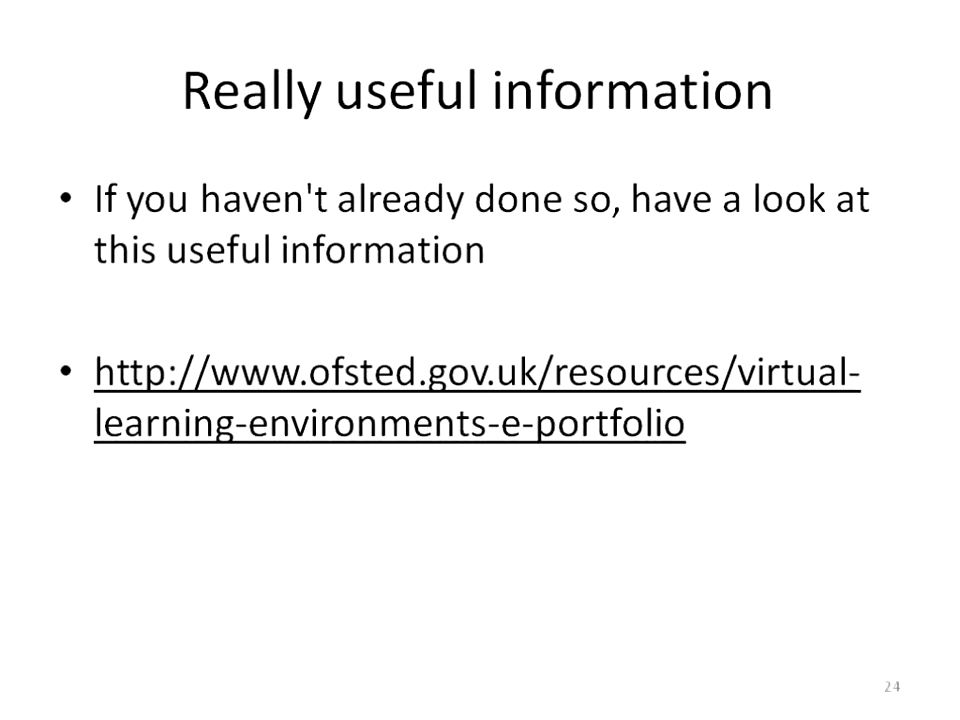 Really useful information
• If you haven't already done so, have a look at
this useful information
• http://www.ofsted.gov.uk/resources/virtual-
learning-environments-e-portfolio
24